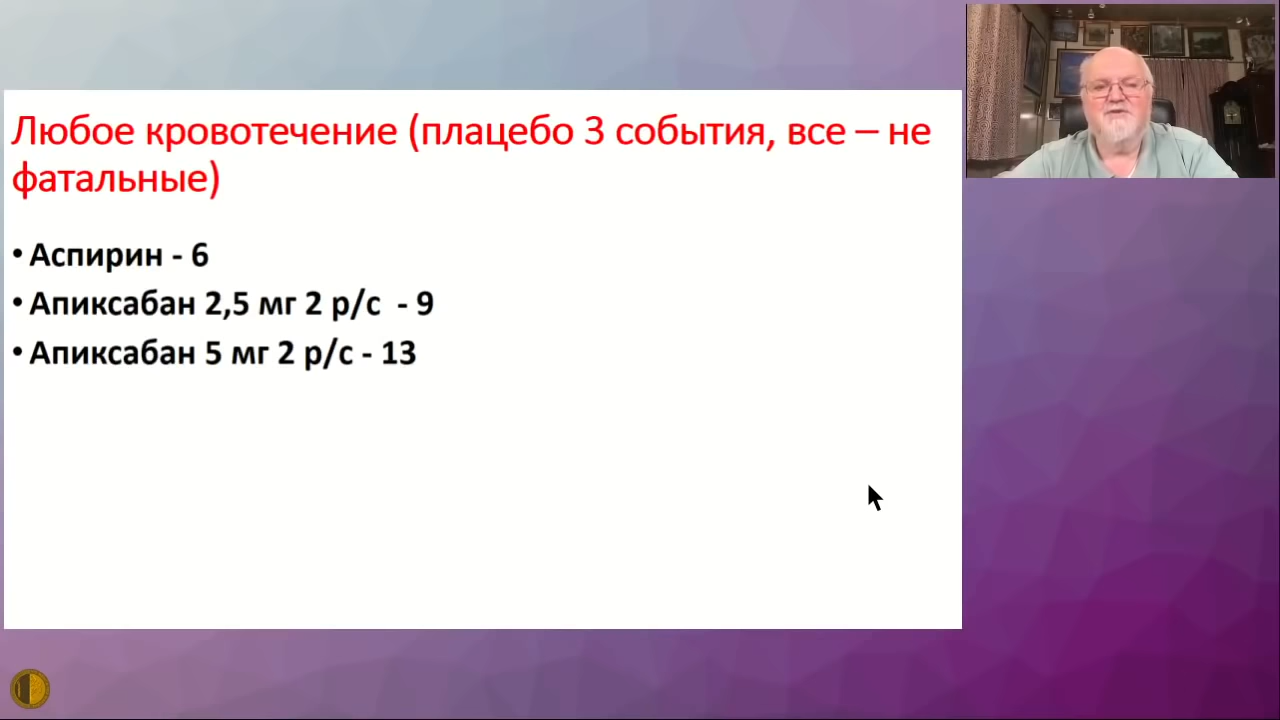 Любое кровотечение (плацебо 3 события, все – не
фатальные)
• Аспирин - 6
• Апиксабан 2,5 мг 2 р/с - 9
• Апиксабан 5 мг 2 р/с - 13